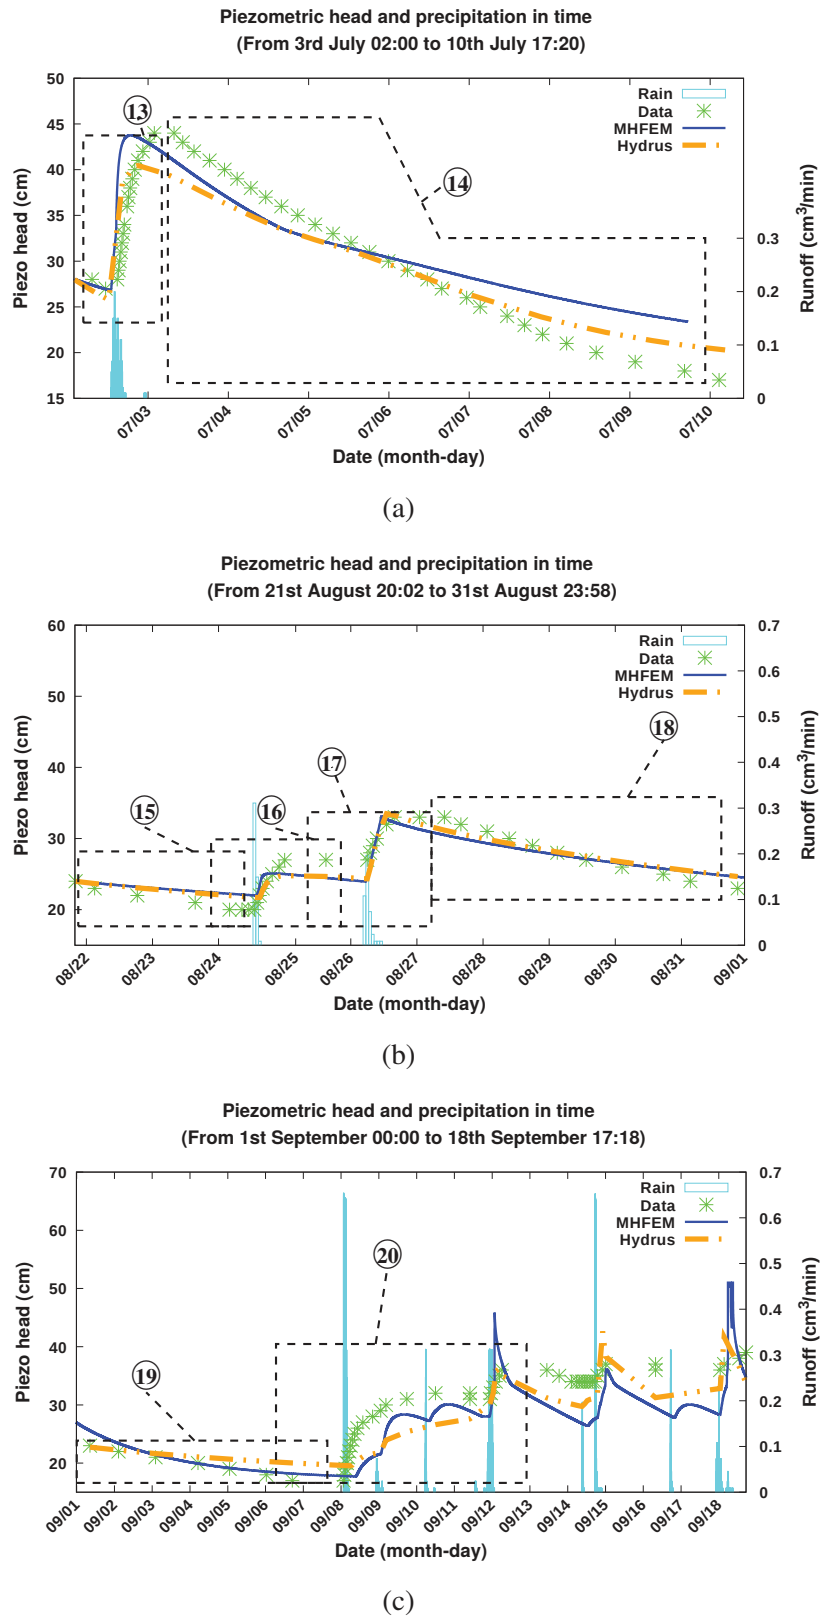 Piezometric head and precipitation in time
(From 3rd July 02:00 to 10th July 17:20)
50
45
40
35
30
25
20
15
Piezo head (cm)
Rain
Data
MHFEM
Hydrus
13
14
0.3
0.2
0.1
0
Runoff (cm³/min)
07/03
07/04
07/05
07/06
07/07
07/08
07/09
07/10
Date (month-day)
(a)
Piezometric head and precipitation in time
(From 21st August 20:02 to 31st August 23:58)
60
50
40
30
20
Piezo head (cm)
Rain
Data
MHFEM
Hydrus
15
16
17
18
0.7
0.6
0.5
0.4
0.3
0.2
0.1
0
Runoff (cm³/min)
08/22
08/23
08/24
08/25
08/26
08/27
08/28
08/29
08/30
08/31
09/01
Date (month-day)
(b)
Piezometric head and precipitation in time
(From 1st September 00:00 to 18th September 17:18)
70
60
50
40
30
20
Piezo head (cm)
Rain
Data
MHFEM
Hydrus
19
20
0.7
0.6
0.5
0.4
0.3
0.2
0.1
0
Runoff (cm³/min)
09/01
09/02
09/03
09/04
09/05
09/06
09/07
09/08
09/09
09/10
09/11
09/12
09/13
09/14
09/15
09/16
09/17
09/18
Date (month-day)
(c)